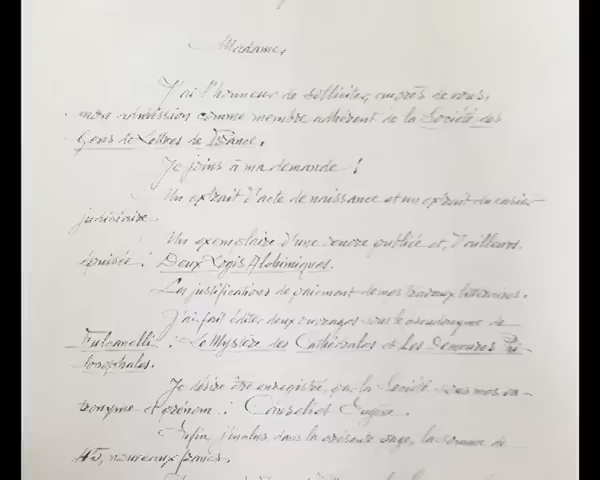 Madame,
J'ai l'honneur de solliciter, auprès de vous,
mon admission comme membre adhérent de la Société des
Gens de Lettres de France.
Je joins à ma demande :
Un extrait d'acte de naissance et un extrait du casier
judiciaire.
Un exemplaire d'une œuvre publiée et, d'ailleurs,
épuisée : Deux Logis Alchimiques.
Les justifications de paiement de mes travaux littéraires.
J'ai fait éditer deux ouvrages sous le pseudonyme de
Fulcanelli : Le Mystère des Cathédrales et Les Demeures Phi-
losophales.
Je désire être enregistré, par la Société sous mes
tronyme et prénom : Canseliet Eugène.
Enfin, j'inclus dans la présente page, la somme de
45, nouveaux francs.